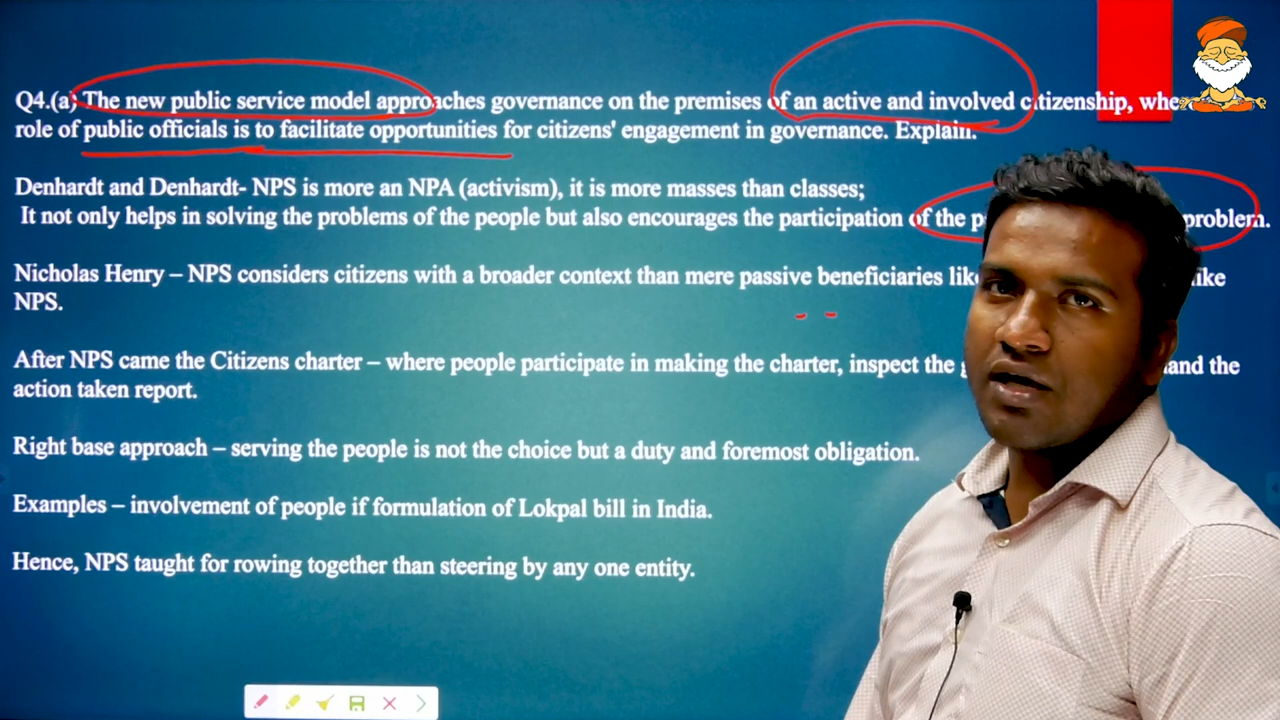 Q4.(a) The new public service model approaches governance on the premises of an active and involved citizenship,
role of public officials is to facilitate opportunities for citizens' engagement in governance. Explain.
Denhardt and Denhardt- NPS is more an NPA (activism), it is more masses than classes;
It not only helps in solving the problems of the people but also encourages the participation of the problem.
Nicholas Henry – NPS considers citizens with a broader context than mere passive beneficiaries
NPS.
After NPS came the Citizens charter – where people participate in making the charter, inspect the the
action taken report.
Right base approach – serving the people is not the choice but a duty and foremost obligation.
Examples – involvement of people if formulation of Lokpal bill in India.
Hence, NPS taught for rowing together than steering by any one entity.